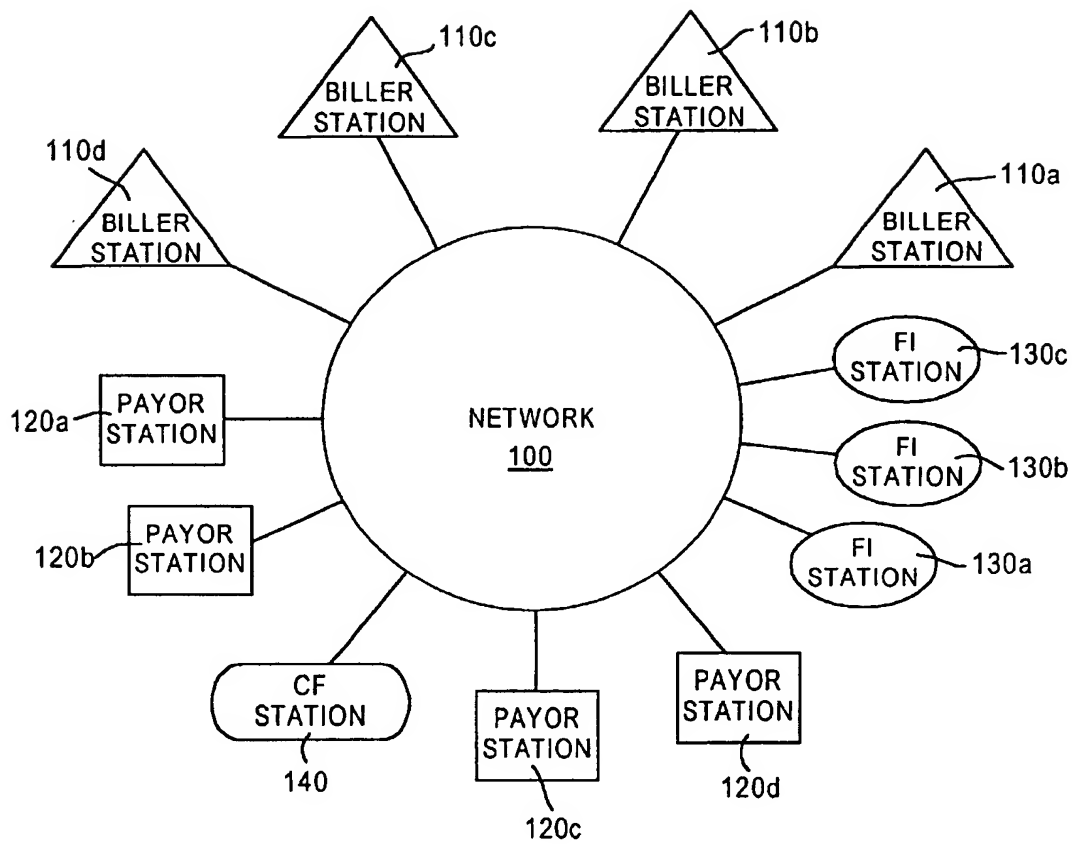 110c
BILLER
STATION
110b
BILLER
STATION
110d
BILLER
STATION
110a
BILLER
STATION
FI
STATION
130c
120a
PAYOR
STATION
NETWORK
100
FI
STATION
130b
120b
PAYOR
STATION
FI
STATION
130a
CF
STATION
140
PAYOR
STATION
120c
PAYOR
STATION
120d